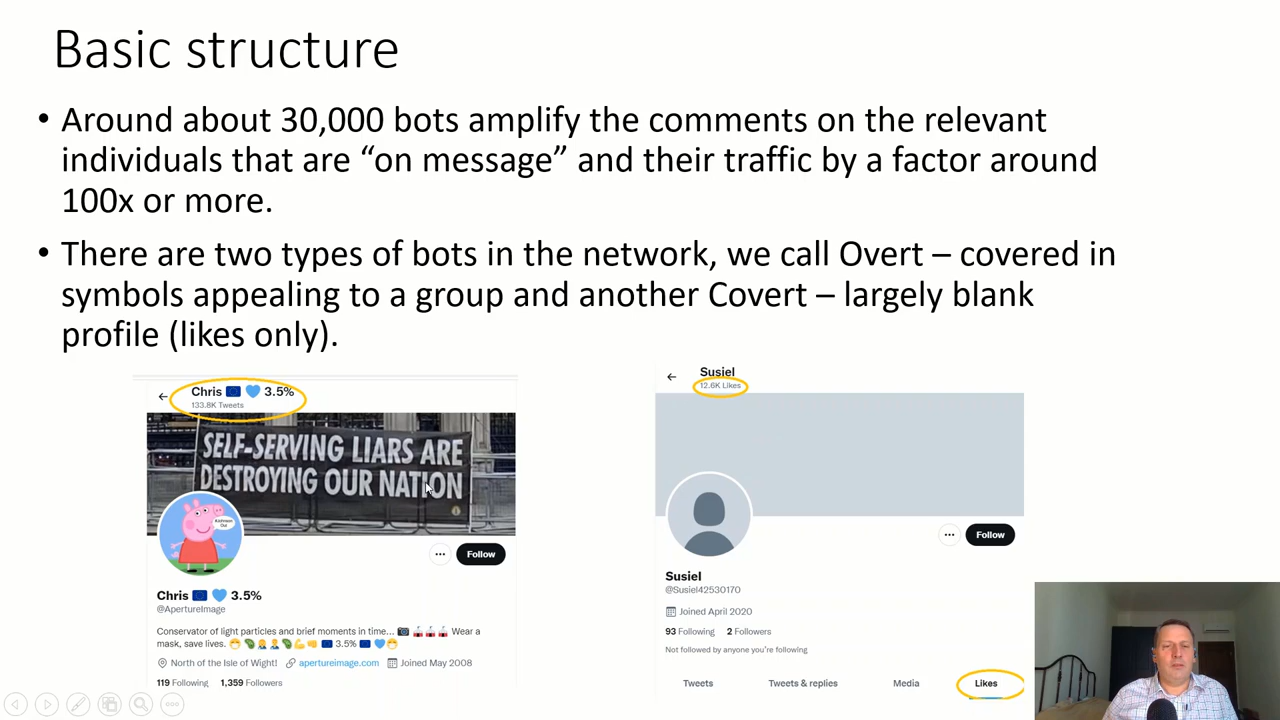 Basic structure
• Around about 30,000 bots amplify the comments on the relevant
individuals that are “on message” and their traffic by a factor around
100x or more.
• There are two types of bots in the network, we call Overt – covered in
symbols appealing to a group and another Covert – largely blank
profile (likes only).
Chris 🇪🇺 💙 3.5%
133.8K Tweets
SELF-SERVING LIARS ARE
DESTROYING OUR NATION
Follow
Chris 🇪🇺 💙 3.5%
@ApertureImage
Conservator of light particles and brief moments in time...
Wear a
mask, save lives. 3.5%
North of the Isle of Wight! apertureimage.com Joined May 2008
119 Following 1,359 Followers
Susiel
12.6K Likes
Follow
Susiel
@Susiel42530170
Joined April 2020
93 Following 2 Followers
Not followed by anyone you're following
Tweets Tweets & replies Media Likes